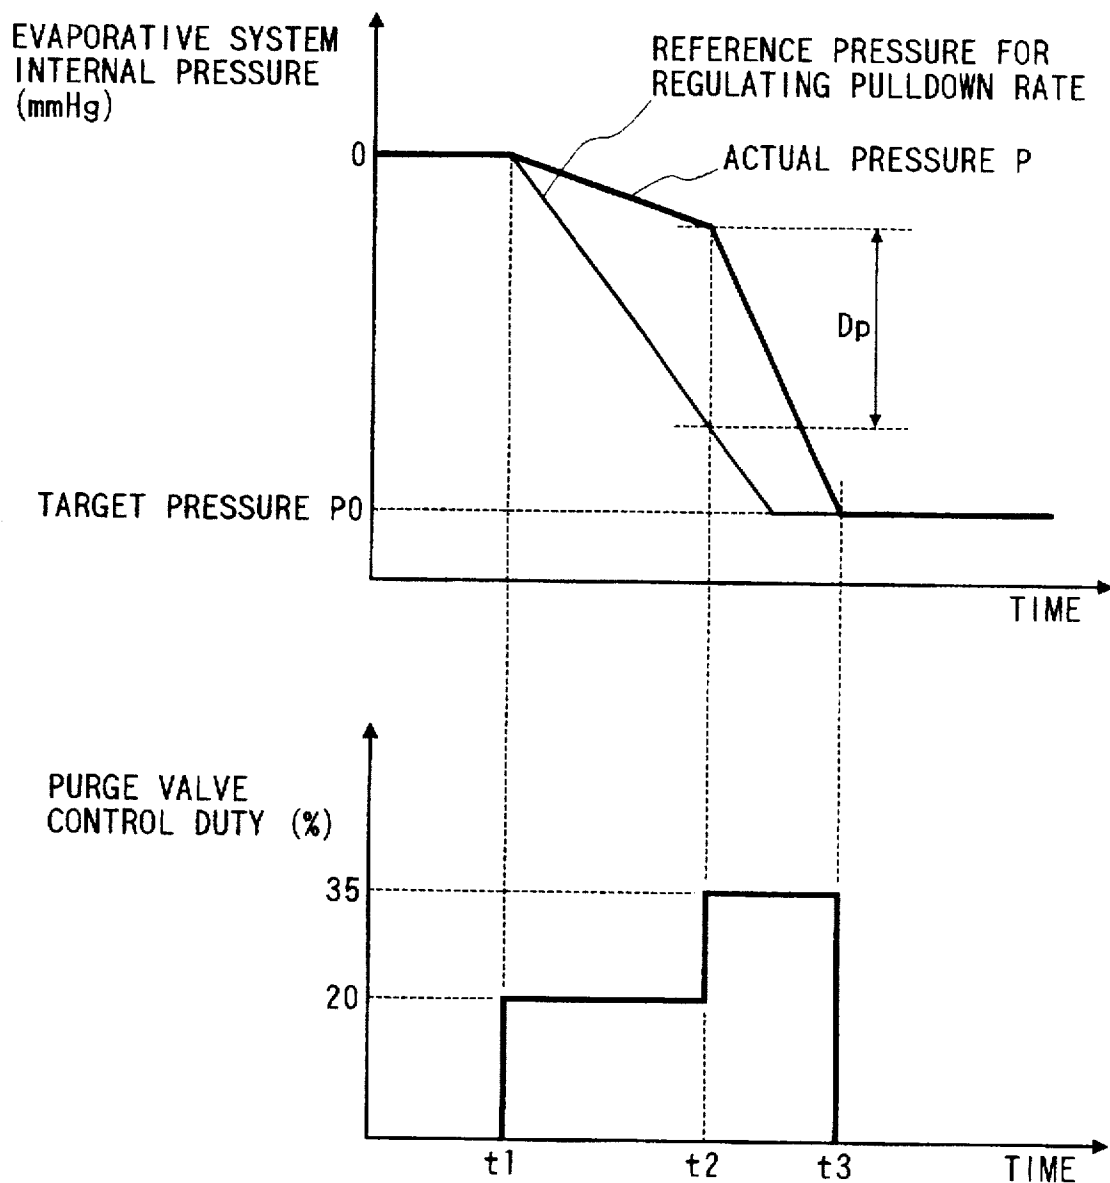 EVAPORATIVE SYSTEM
INTERNAL PRESSURE
(mmHg)
REFERENCE PRESSURE FOR
REGULATING PULLDOWN RATE
0
ACTUAL PRESSURE P
Dp
TARGET PRESSURE P0
TIME
PURGE VALVE
CONTROL DUTY (%)
35
20
t1
t2
t3
TIME